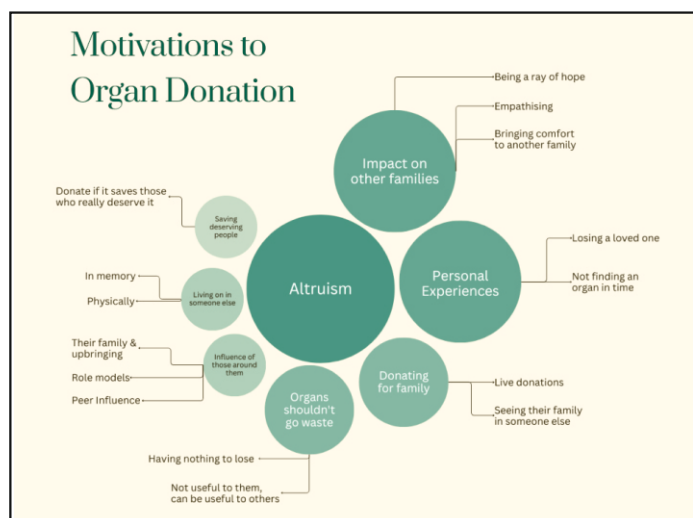 Motivations to
Organ Donation
Being a ray of hope
Empathising
Bringing comfort
to another family
Impact on
other families
Donate if it saves those
who really deserve it
Saving
deserving
people
Losing a loved one
Not finding an
organ in time
Personal
Experiences
Altruism
In memory
Physically
Living on in
someone else
Their family &
upbringing
Role models
Peer Influence
Influence of
those around
them
Donating
for family
Live donations
Seeing their family
in someone else
Organs
shouldn't
go waste
Having nothing to lose
Not useful to them,
can be useful to others